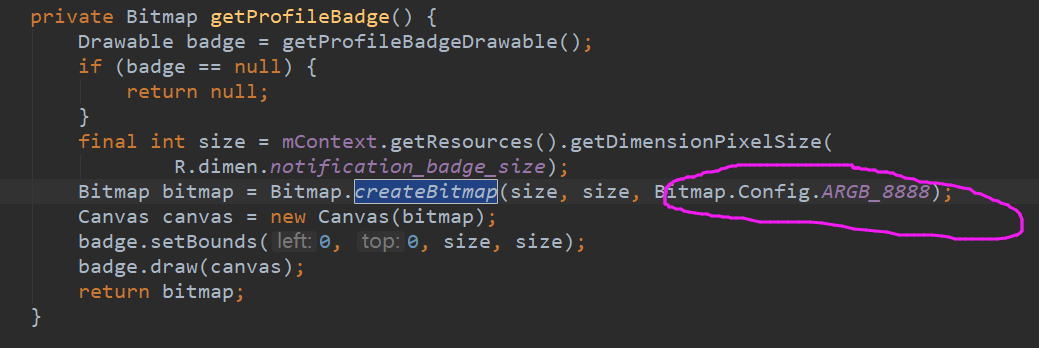 private Bitmap getProfileBadge() {
Drawable badge = getProfileBadgeDrawable();
if (badge == null) {
return null;
}
final int size = mContext.getResources().getDimensionPixelSize(
R.dimen.notification_badge_size);
Bitmap bitmap = Bitmap.createBitmap(size, size, Bitmap.Config.ARGB_8888);
Canvas canvas = new Canvas(bitmap);
badge.setBounds(left:0, top:0, size, size);
badge.draw(canvas);
return bitmap;
}